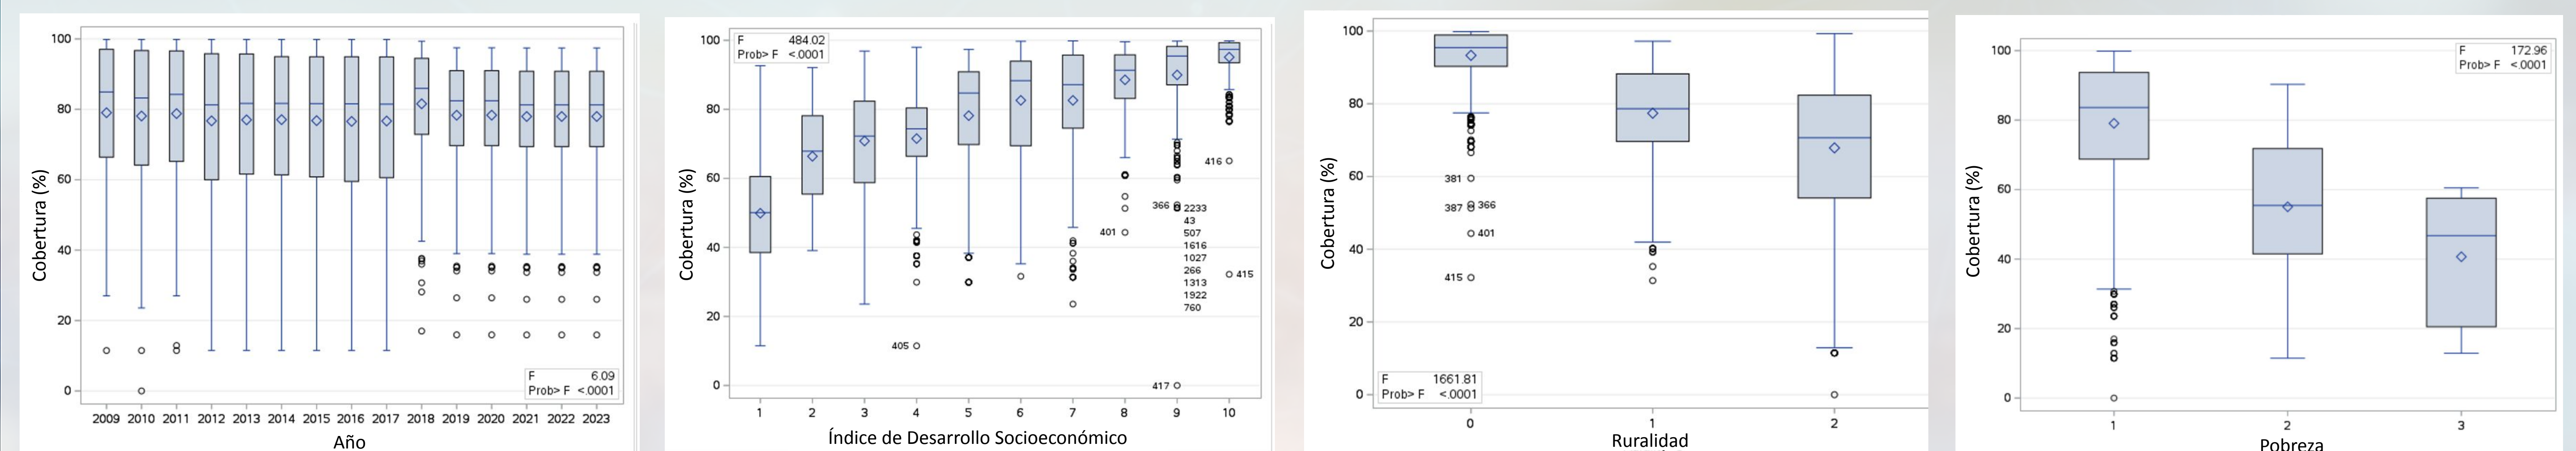 F 6.09
Prob> F <.0001
100
80
60
40
20
0
Cobertura (%)
2009 2010 2011 2012 2013 2014 2015 2016 2017 2018 2019 2020 2021 2022 2023
Año
F 484.02
Prob> F <.0001
100
80
60
40
20
0
Cobertura (%)
405
401
366
2233
43
507
1616
1027
266
1313
1922
760
417
416
415
1 2 3 4 5 6 7 8 9 10
Índice de Desarrollo Socioeconómico
100
80
60
40
20
0
Cobertura (%)
381
366
387
401
415
F 1661.81
Prob> F <.0001
0 1 2
Ruralidad
F 172.96
Prob> F <.0001
100
80
60
40
20
0
Cobertura (%)
1 2 3
Pobreza